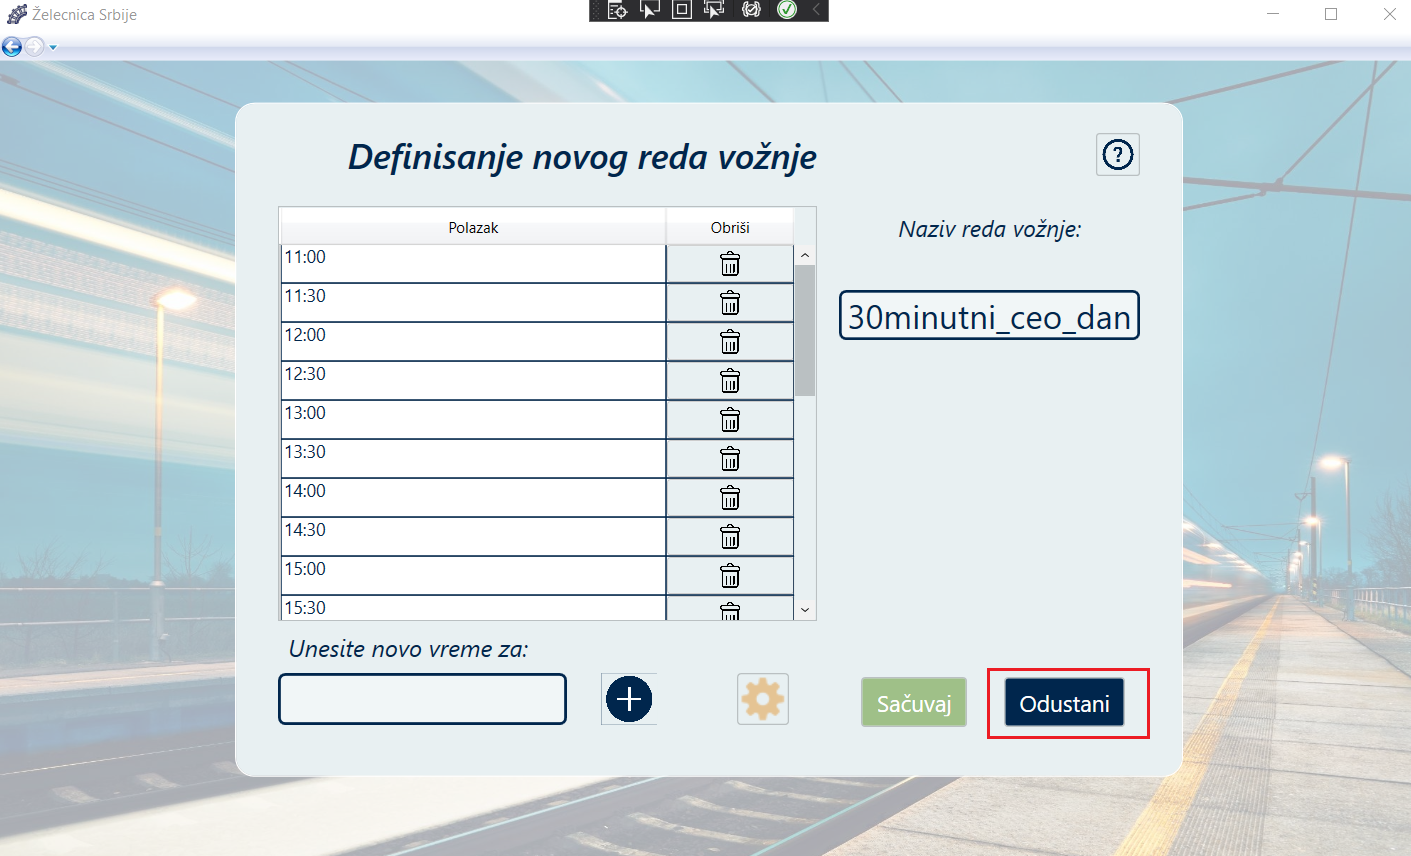 Želecnica Srbije
Definisanje novog reda vožnje
?
Polazak Obriši
Naziv reda vožnje:
11:00
11:30
30minutni_ceo_dan
12:00
12:30
13:00
13:30
14:00
14:30
15:00
15:30
Unesite novo vreme za:
Sačuvaj
Odustani